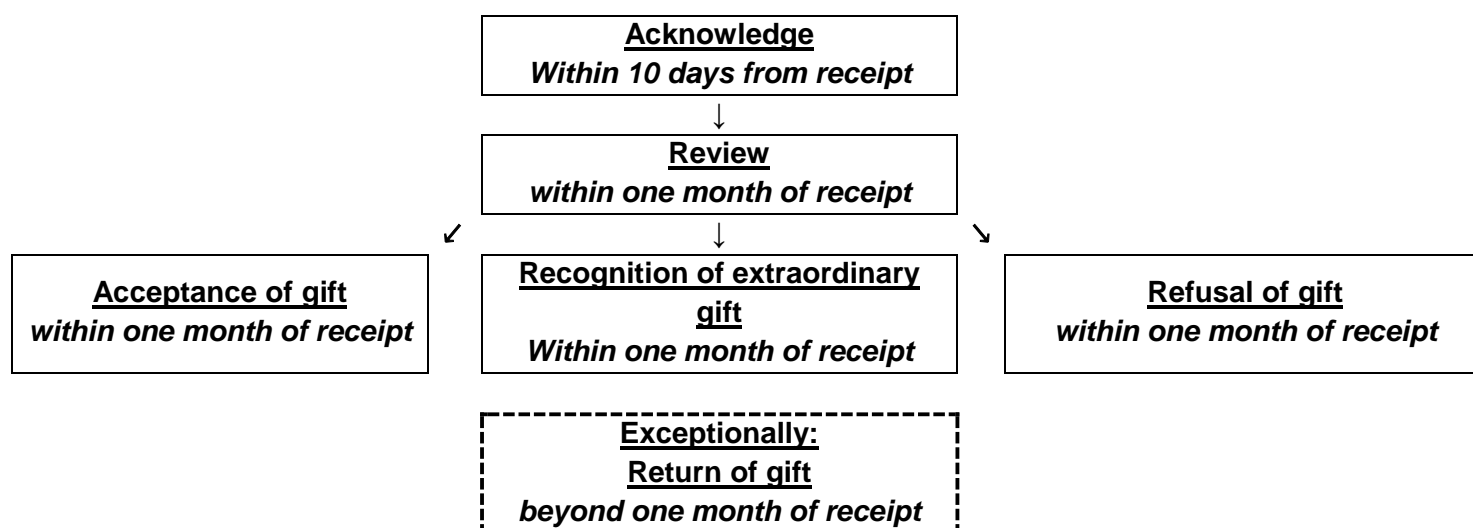 Acknowledge
Within 10 days from receipt
↓
Review
within one month of receipt
↙ ↓ ↘
Acceptance of gift
within one month of receipt
Recognition of extraordinary
gift
Within one month of receipt
Refusal of gift
within one month of receipt
Exceptionally:
Return of gift
beyond one month of receipt